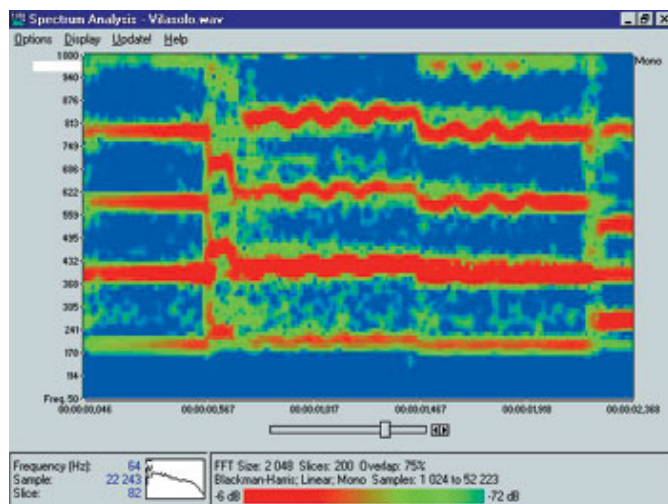 Spectrum Analysis - Vilasolo.wav
Options Display Update! Help
1000
940
876
813
749
686
622
559
495
432
368
305
241
178
114
Freq. 50
Mono
00:00:00,046 00:00:00,567 00:00:01,017 00:00:01,467 00:00:01,918 00:00:02,368
Frequency (Hz): 64
Sample: 22 243
Slice: 82
FFT Size: 2 048 Slices: 200 Overlap: 75%
Blackman-Harris; Linear; Mono Samples: 1 024 to 52 223
-6 dB -72 dB